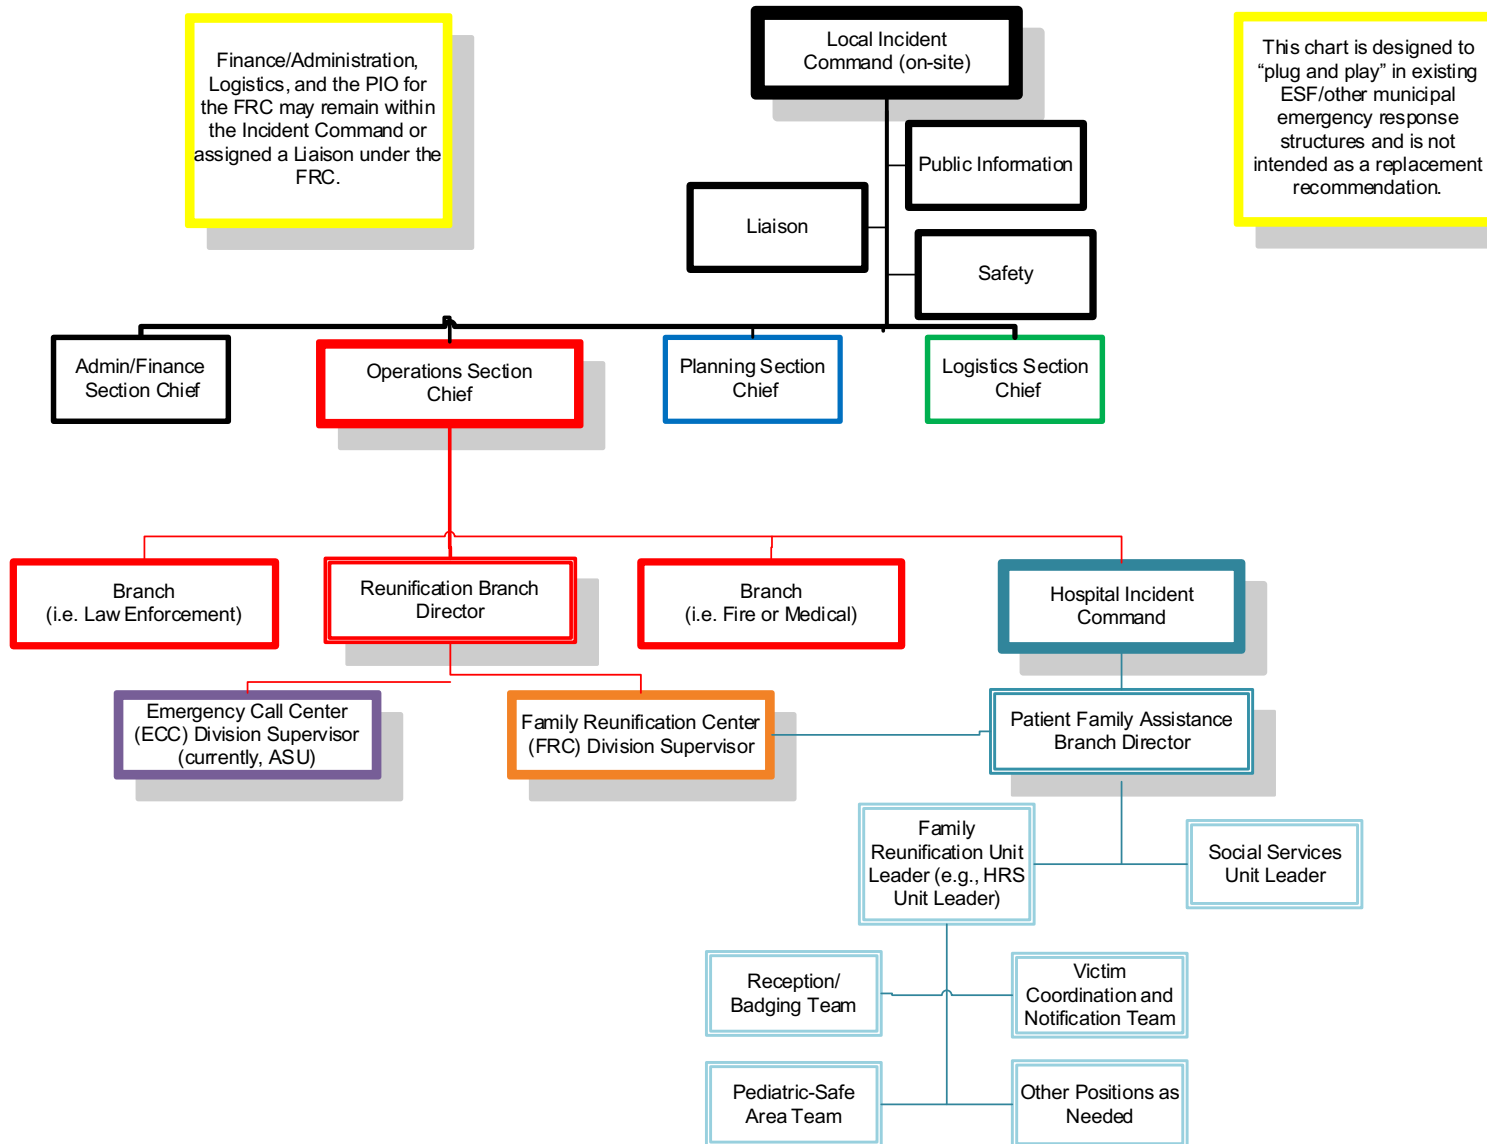 Finance/Administration,
Logistics, and the PIO for
the FRC may remain within
the Incident Command or
assigned a Liaison under the
FRC.
Local Incident
Command (on-site)
This chart is designed to
“plug and play” in existing
ESF/other municipal
emergency response
structures and is not
intended as a replacement
recommendation.
Public Information
Liaison
Safety
Admin/Finance
Section Chief
Operations Section
Chief
Planning Section
Chief
Logistics Section
Chief
Branch
(i.e. Law Enforcement)
Reunification Branch
Director
Branch
(i.e. Fire or Medical)
Hospital Incident
Command
Emergency Call Center
(ECC) Division Supervisor
(currently, ASU)
Family Reunification Center
(FRC) Division Supervisor
Patient Family Assistance
Branch Director
Family
Reunification Unit
Leader (e.g., HRS
Unit Leader)
Social Services
Unit Leader
Reception/
Badging Team
Victim
Coordination and
Notification Team
Pediatric-Safe
Area Team
Other Positions as
Needed